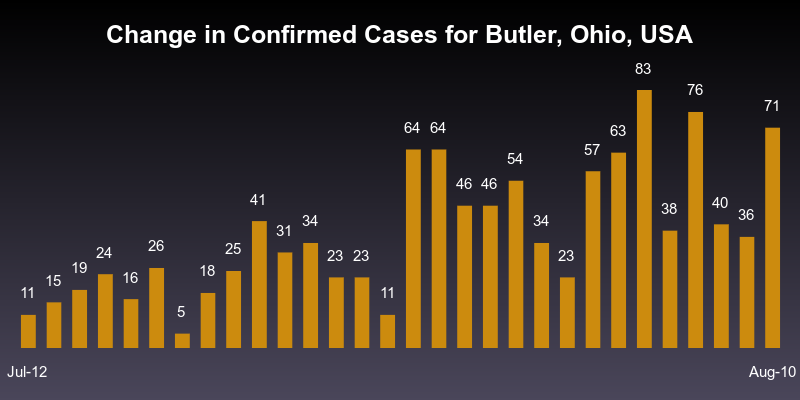 Change in Confirmed Cases for Butler, Ohio, USA
11 15 19 24 16 26 5 18 25 41 31 34 23 23 11 64 64 46 46 54 34 23 57 63 83 38 76 40 36 71
Jul-12 Aug-10